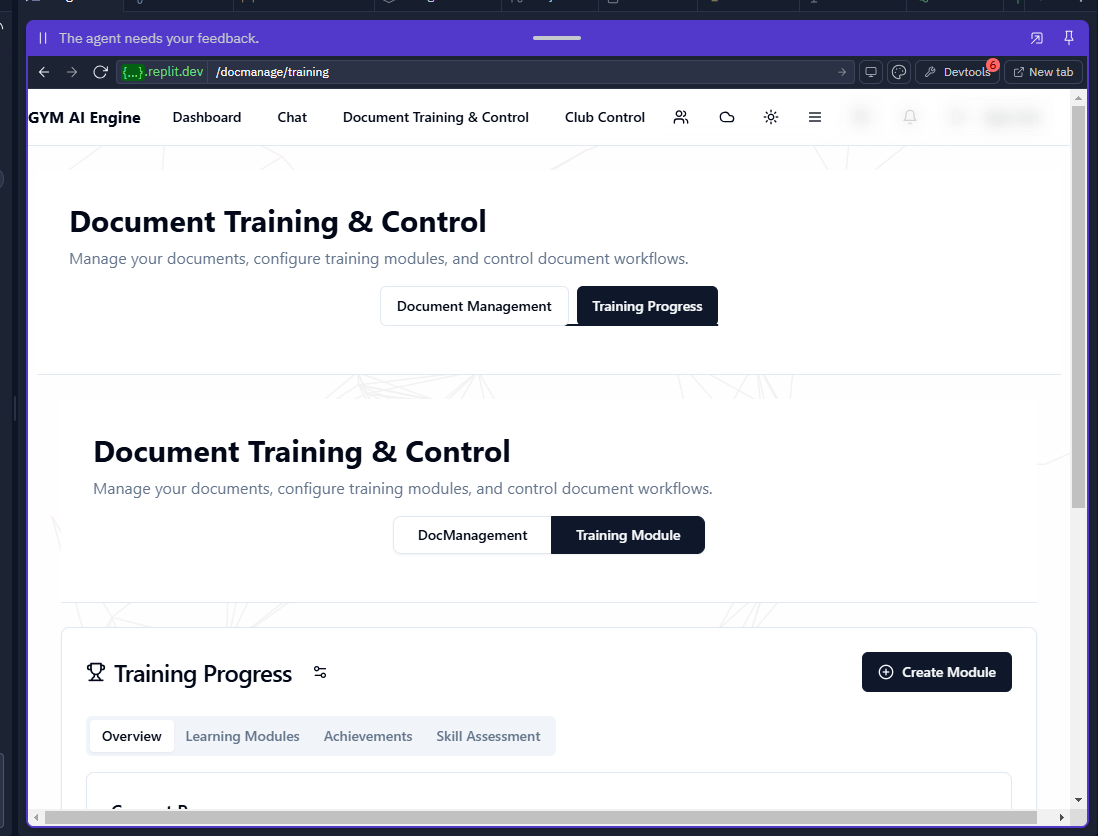 The agent needs your feedback.
{...}.replit.dev /docmanage/training
Devtools 6
New tab
GYM AI Engine Dashboard Chat Document Training & Control Club Control
Document Training & Control
Manage your documents, configure training modules, and control document workflows.
Document Management Training Progress
Document Training & Control
Manage your documents, configure training modules, and control document workflows.
DocManagement Training Module
Training Progress
Create Module
Overview Learning Modules Achievements Skill Assessment